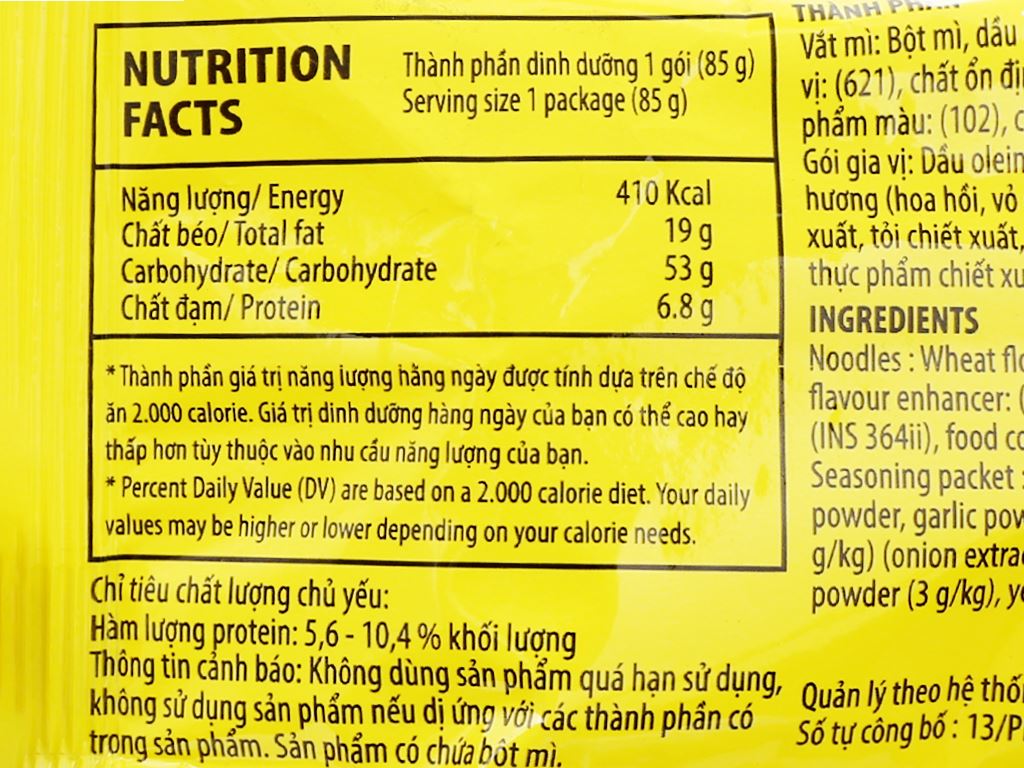 NUTRITION FACTS
Thành phần dinh dưỡng 1 gói (85 g)
Serving size 1 package (85 g)
Năng lượng/ Energy 410 Kcal
Chất béo/ Total fat 19 g
Carbohydrate/ Carbohydrate 53 g
Chất đạm/ Protein 6.8 g
* Thành phần giá trị năng lượng hằng ngày được tính dựa trên chế độ
ăn 2.000 calorie. Giá trị dinh dưỡng hàng ngày của bạn có thể cao hay
thấp hơn tùy thuộc vào nhu cầu năng lượng của bạn.
* Percent Daily Value (DV) are based on a 2.000 calorie diet. Your daily
values may be higher or lower depending on your calorie needs.
Chỉ tiêu chất lượng chủ yếu:
Hàm lượng protein: 5,6 - 10,4 % khối lượng
Thông tin cảnh báo: Không dùng sản phẩm quá hạn sử dụng,
không sử dụng sản phẩm nếu dị ứng với các thành phần có
trong sản phẩm. Sản phẩm có chứa bột mì.
THÀNH
Vắt mì: Bột mì, dầu
vị: (621), chất ổn
phẩm màu: (102),
Gói gia vị: Dầu olein
hương (hoa hồi, vỏ
xuất, tỏi chiết xuất,
thực phẩm chiết
INGREDIENTS
Noodles : Wheat
flavour enhancer: (
(INS 364ii), food
Seasoning packet :
powder, garlic
g/kg) (onion
powder (3 g/kg),
Quản lý theo hệ
Số tự công bố : 13/